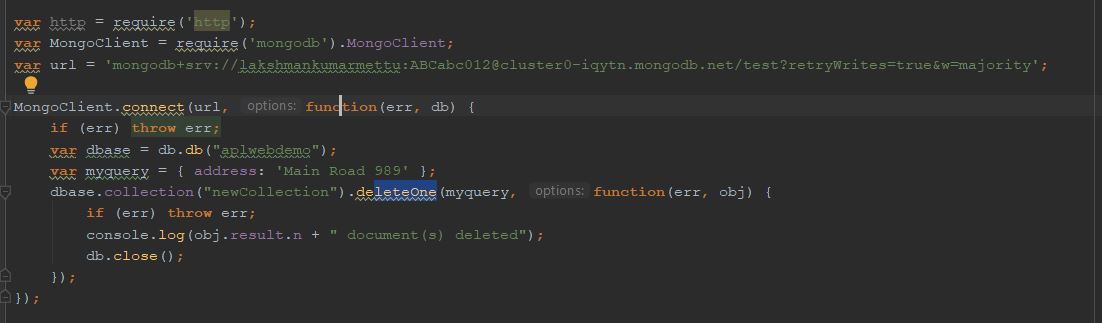 var http = require('http');
var MongoClient = require('mongodb').MongoClient;
var url = 'mongodb+srv://lakshmankumarmettu:ABCabc012@cluster0-iqytn.mongodb.net/test?retryWrites=true&w=majority';
MongoClient.connect(url, options: function(err, db) {
if (err) throw err;
var dbase = db.db("aplwebdemo");
var myquery = { address: 'Main Road 989' };
dbase.collection("newCollection").deleteOne(myquery, options: function(err, obj) {
if (err) throw err;
console.log(obj.result.n + " document(s) deleted");
db.close();
});
});